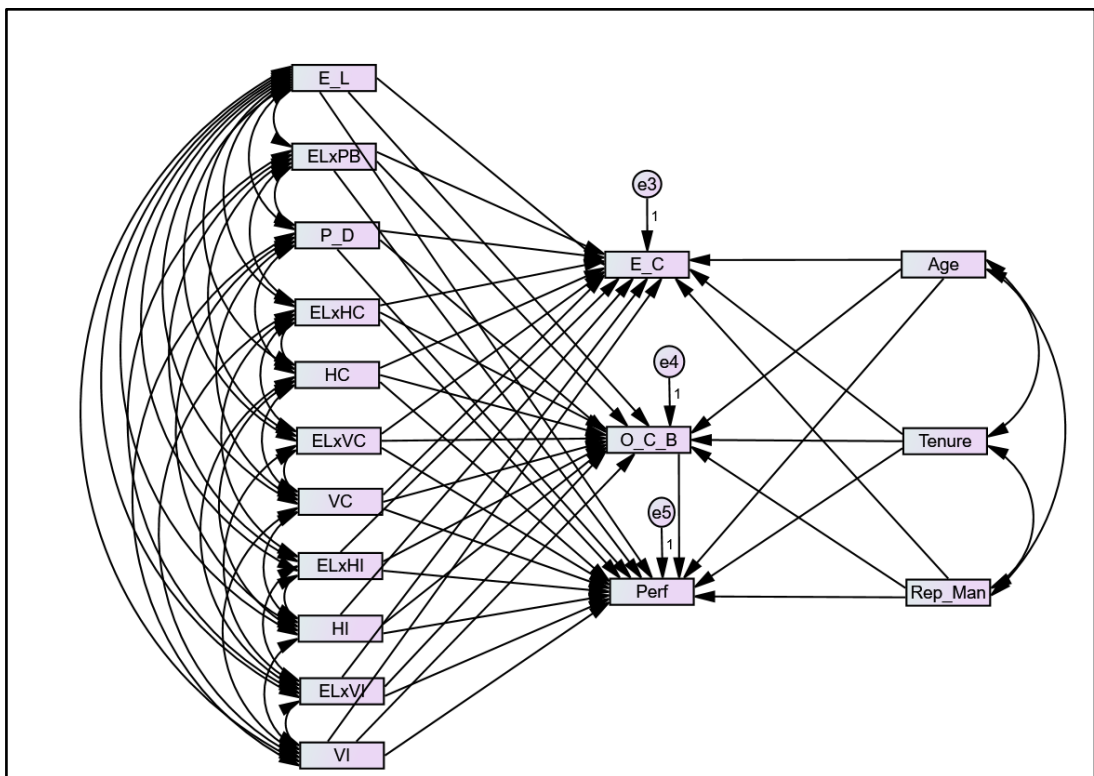 E_L
ELxPB
P_D
ELxHC
HC
ELxVC
VC
ELxHI
HI
ELxVI
VI
e3
1
E_C
e4
1
O_C_B
e5
1
Perf
Age
Tenure
Rep_Man